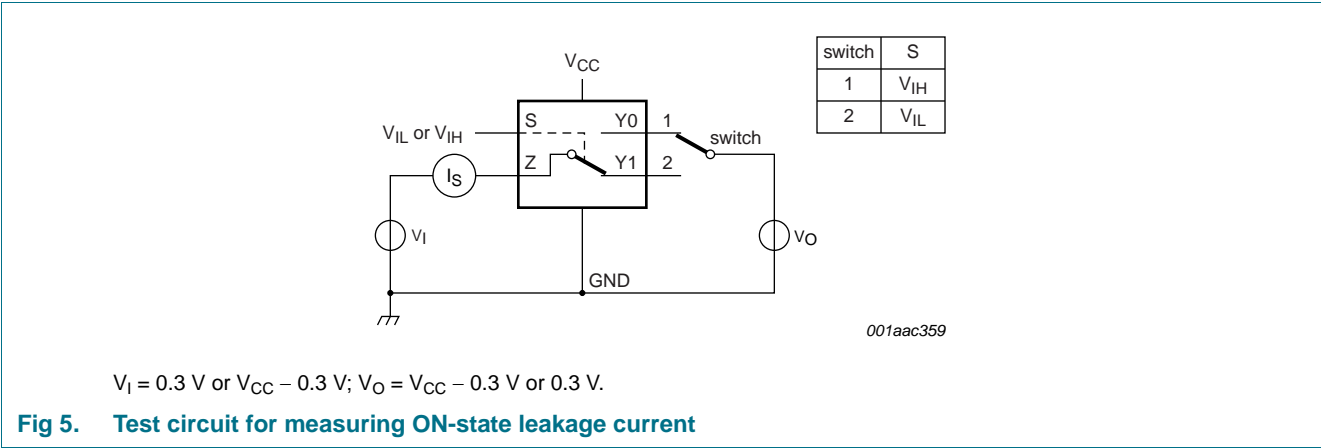 switch S
1 VIH
2 VIL
VCC
S Y0 1
VIL or VIH
switch
Z Y1 2
IS
VI
VO
GND
001aac359
VI = 0.3 V or VCC − 0.3 V; VO = VCC − 0.3 V or 0.3 V.
Fig 5. Test circuit for measuring ON-state leakage current